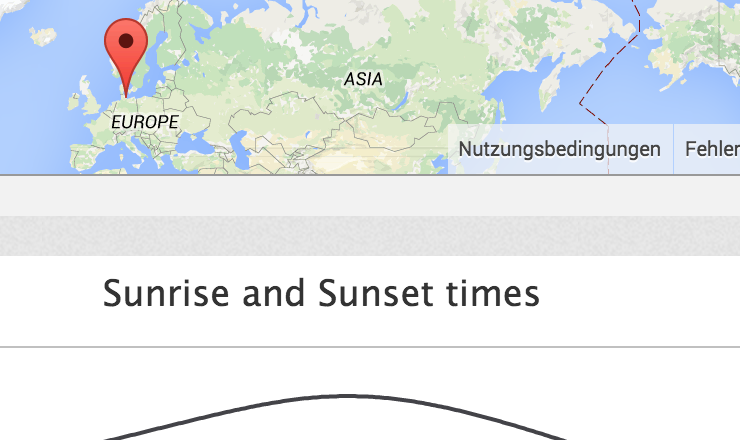 ASIA
EUROPE
Nutzungsbedingungen
Fehler
Sunrise and Sunset times